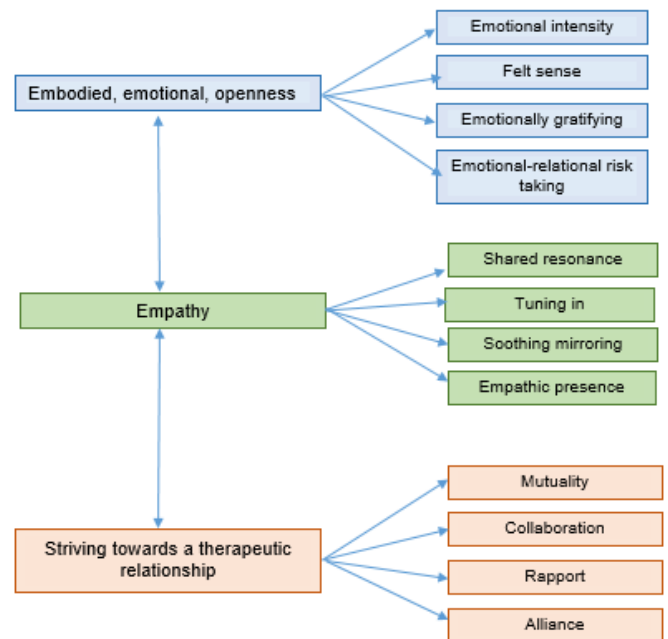 Emotional intensity
Felt sense
Embodied, emotional, openness
Emotionally gratifying
Emotional-relational risk
taking
Shared resonance
Tuning in
Empathy
Soothing mirroring
Empathic presence
Mutuality
Collaboration
Striving towards a therapeutic
relationship
Rapport
Alliance